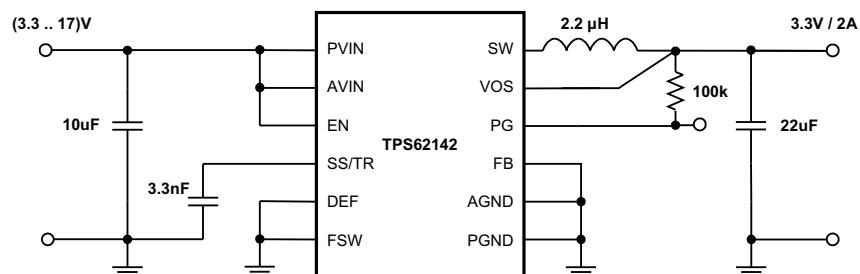 (3.3 .. 17)V
2.2 µH
3.3V / 2A
PVIN
SW
AVIN
VOS
100k
10uF
EN
PG
22uF
TPS62142
SS/TR
FB
3.3nF
DEF
AGND
FSW
PGND